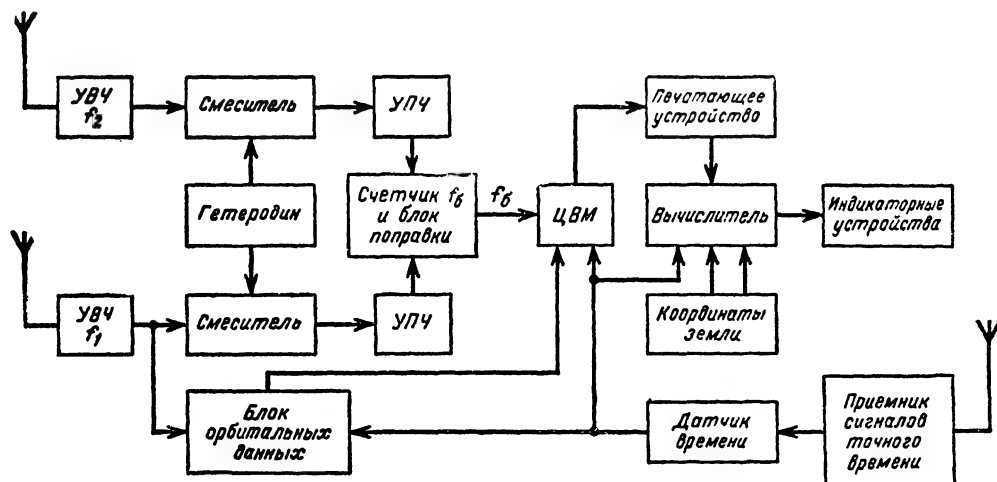 УВЧ
f2
Смеситель
УПЧ
Печатающее
устройство
Гетеродин
Счетчик fб
и блок
поправки
fб
ЦВМ
Вычислитель
Индикаторные
устройства
УВЧ
f1
Смеситель
УПЧ
Координаты
земли
Блок
орбитальных
данных
Датчик
времени
Приемник
сигналов
точного
времени